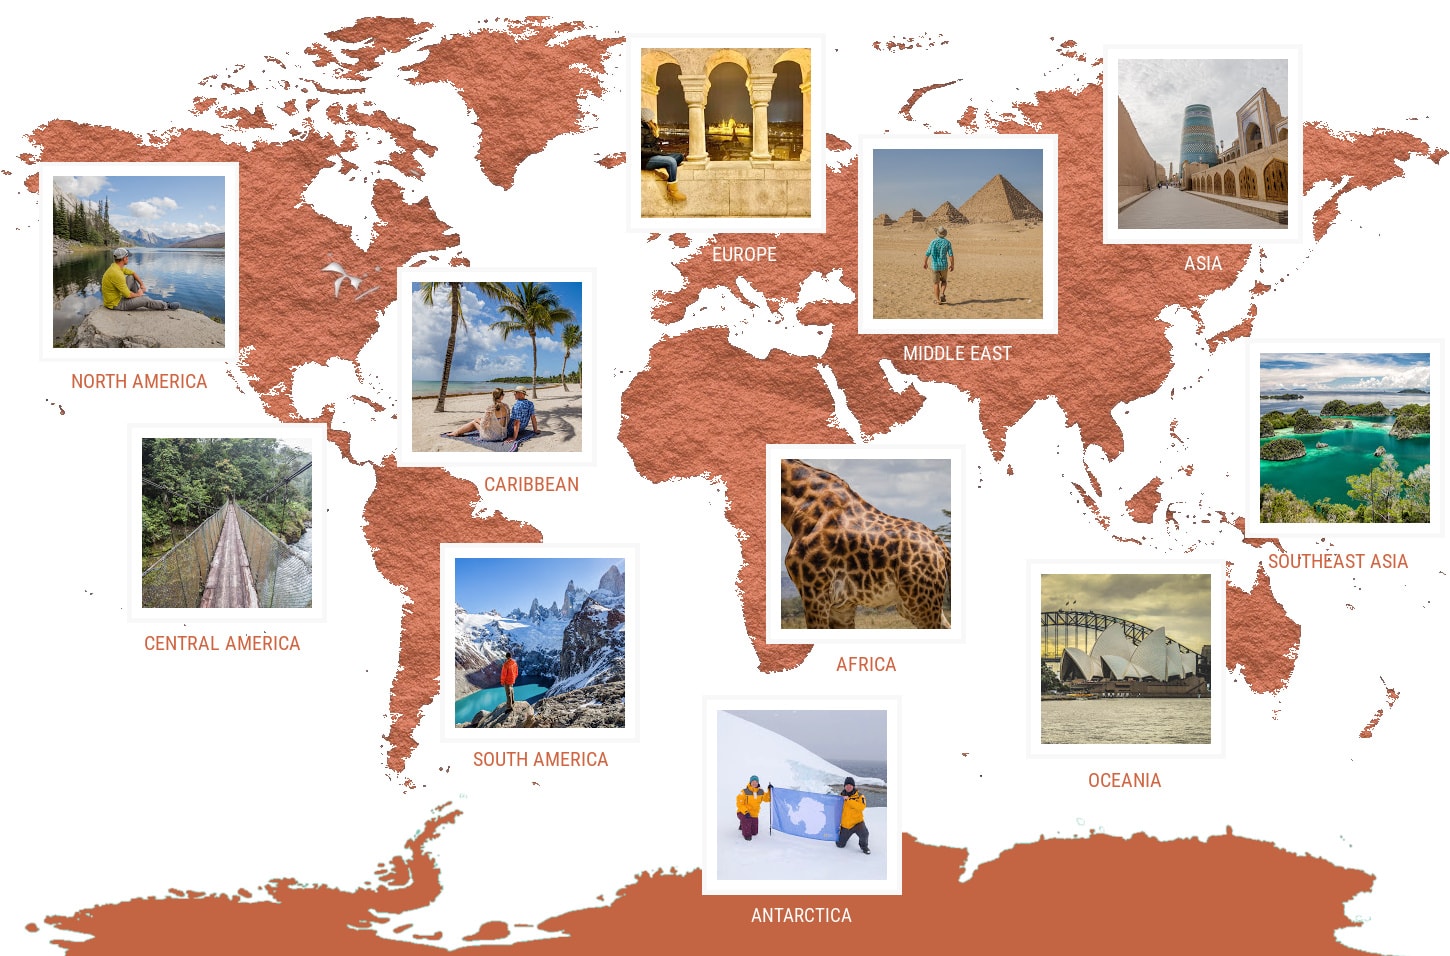 EUROPE
ASIA
MIDDLE EAST
NORTH AMERICA
CARIBBEAN
SOUTHEAST ASIA
CENTRAL AMERICA
AFRICA
SOUTH AMERICA
OCEANIA
ANTARCTICA